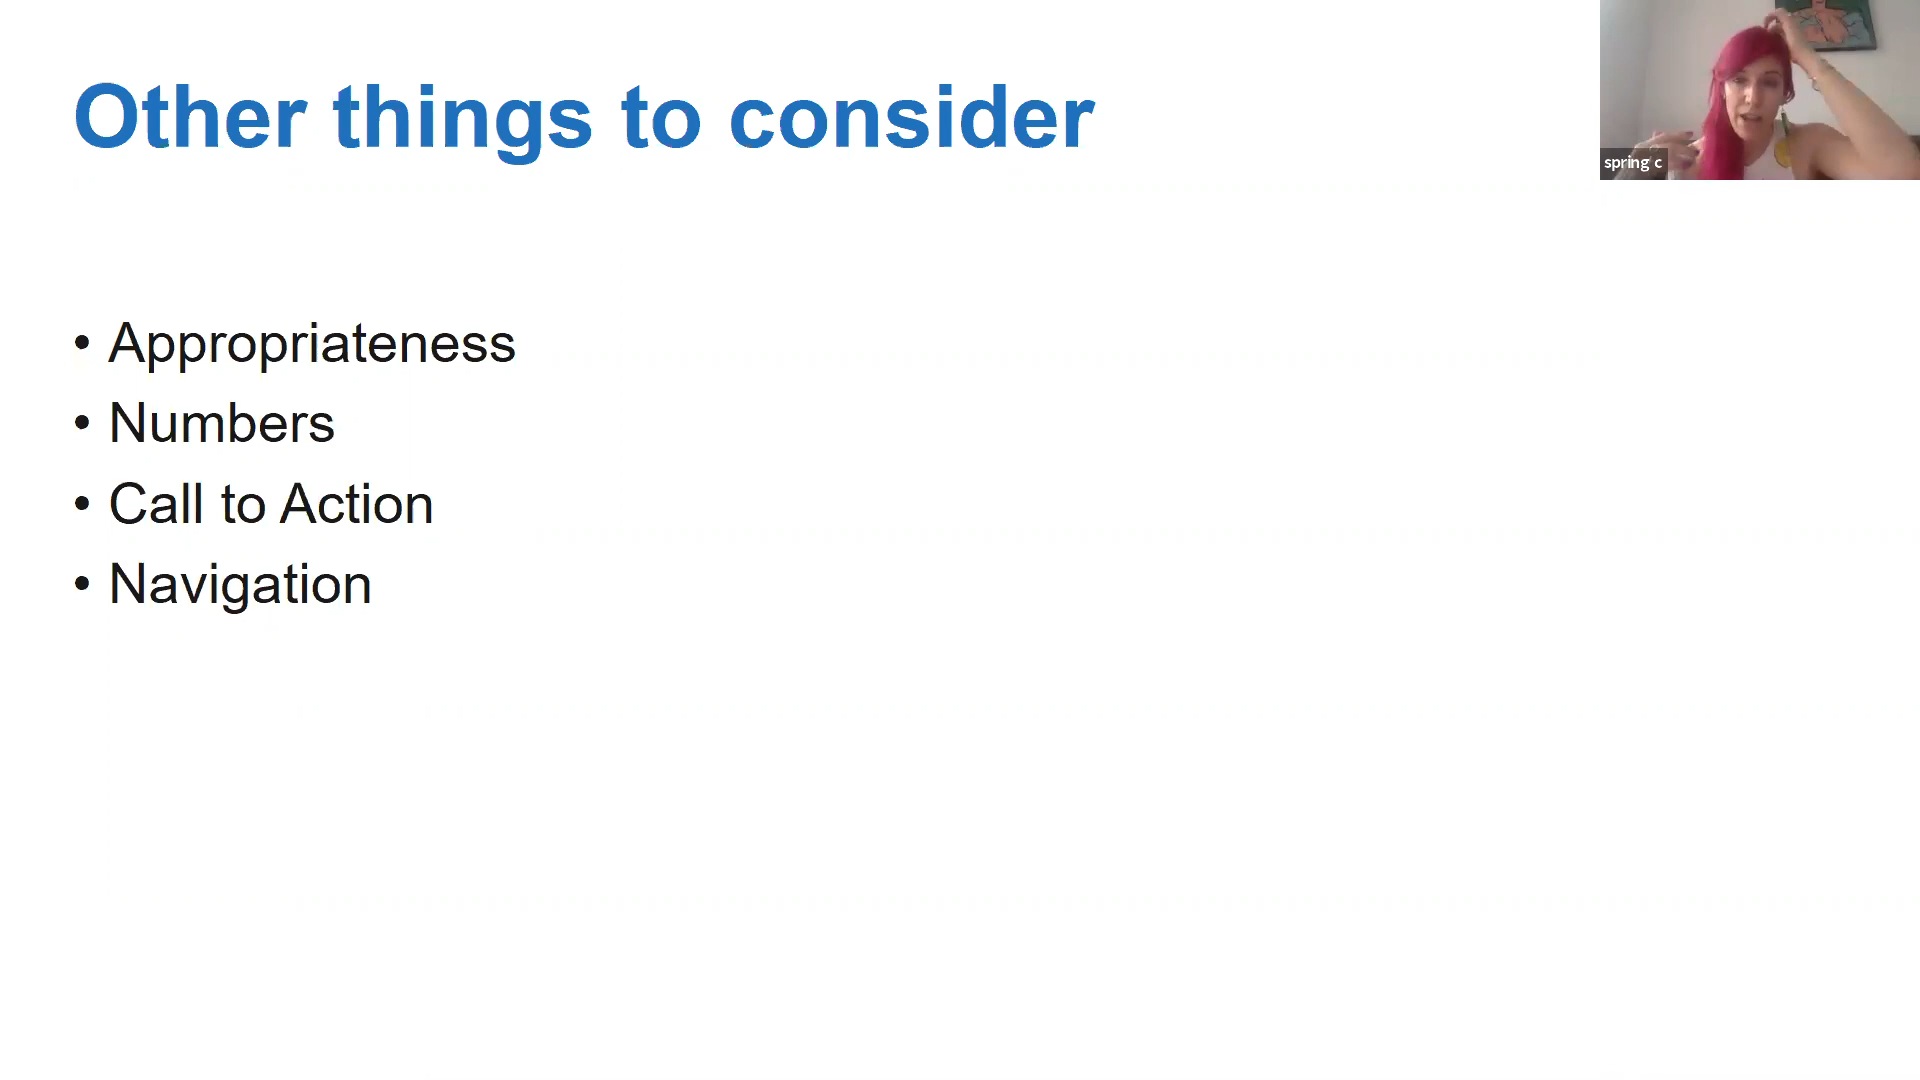 Other things to consider
spring c
• Appropriateness
• Numbers
• Call to Action
• Navigation